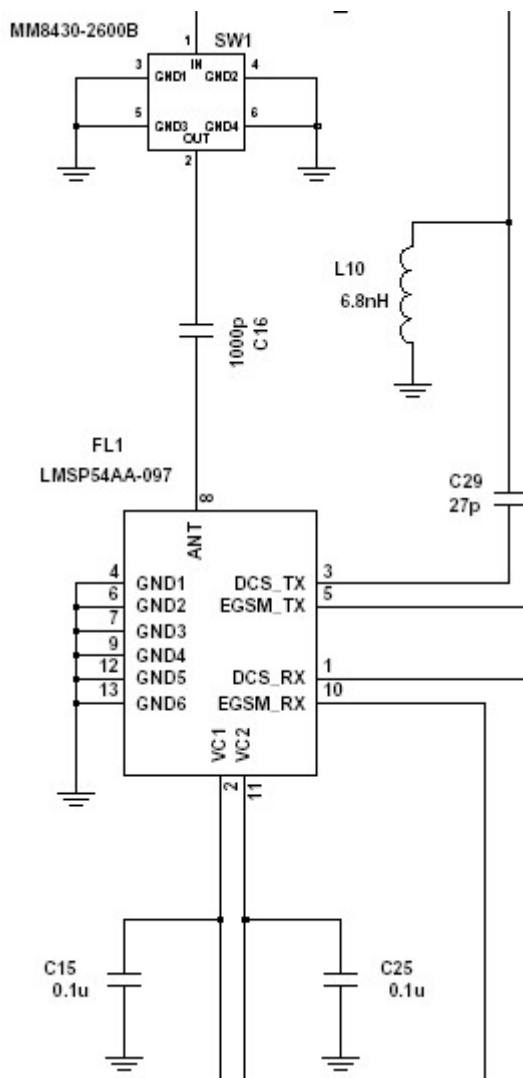 MM8430-2600B
SW1
1
IN
3
GND1
GND2
4
5
GND3
GND4
6
OUT
2
L10
6.8nH
1000p
C16
FL1
LMSP54AA-097
8
ANT
C29
27p
4
GND1
DCS_TX
3
6
GND2
EGSM_TX
5
7
GND3
9
GND4
12
GND5
DCS_RX
1
13
GND6
EGSM_RX
10
VC1
VC2
2
11
C15
0.1u
C25
0.1u